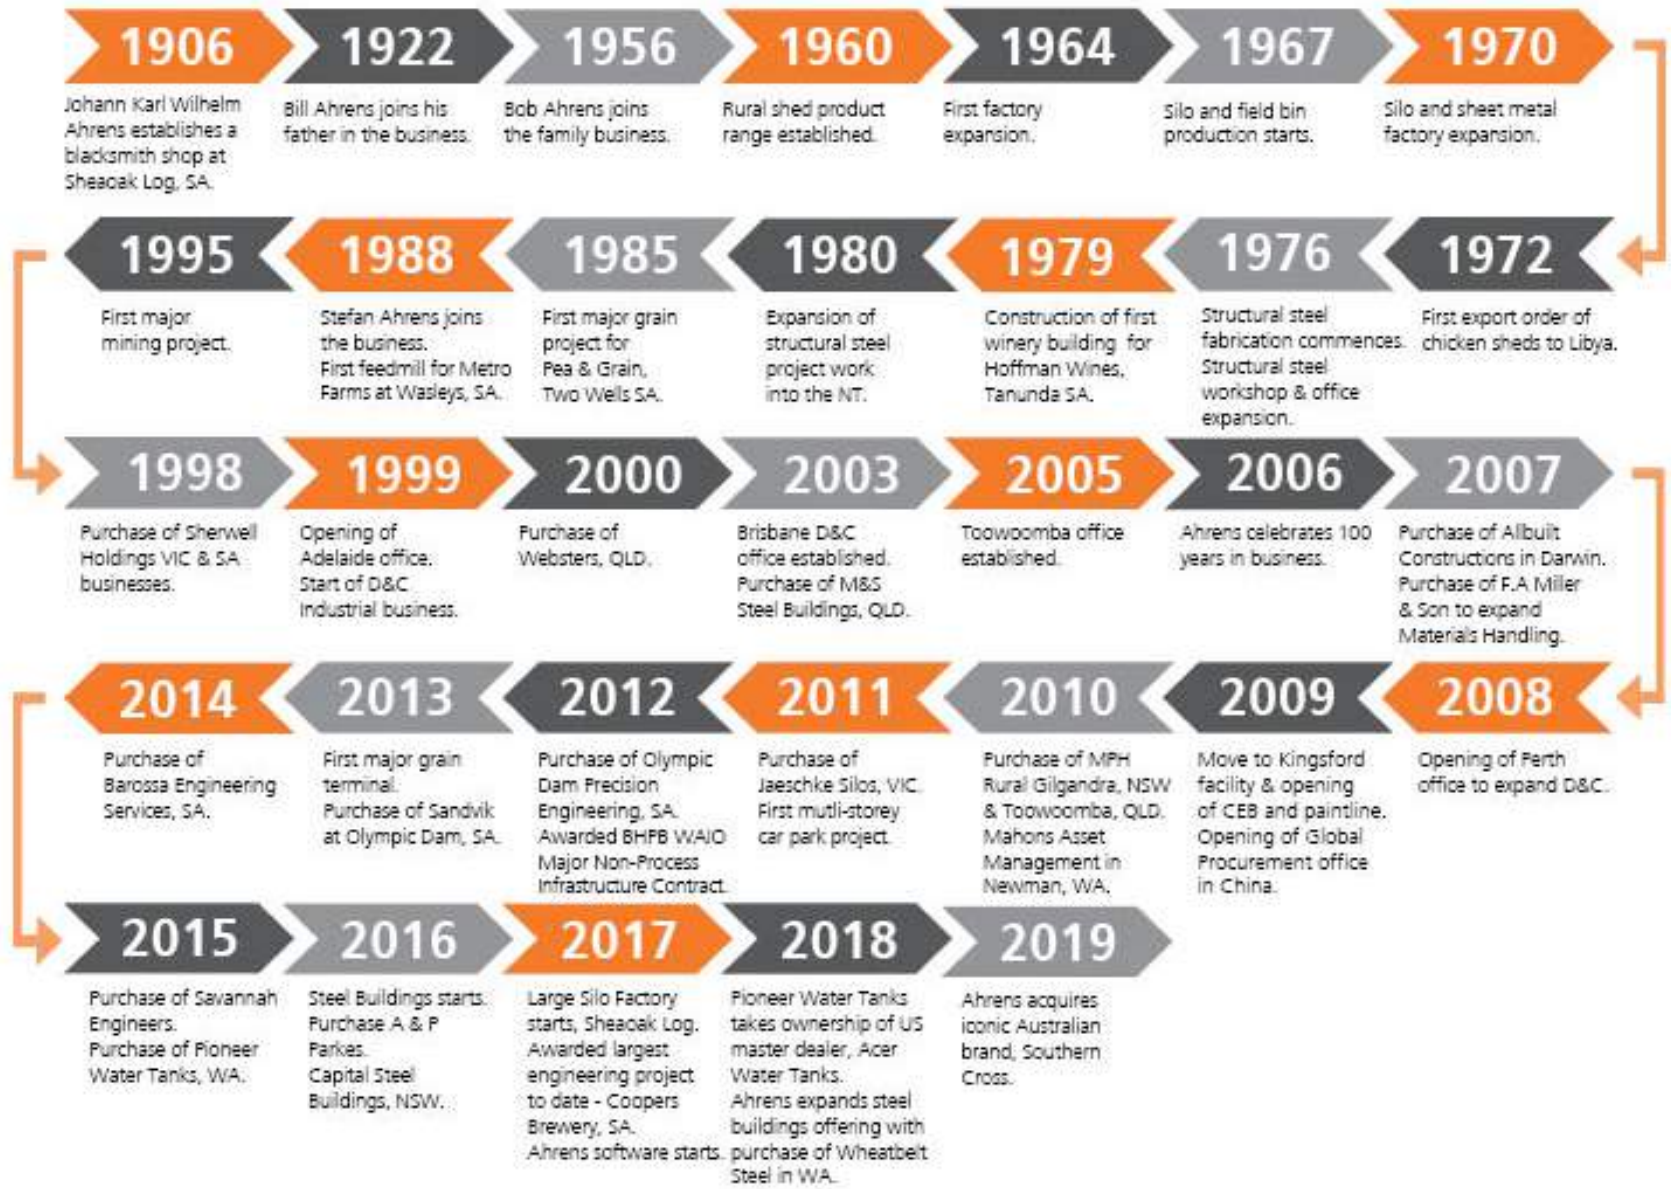 1906
Johann Karl Wilhelm
Ahrens establishes a
blacksmith shop at
Sheaoak Log, SA.
1922
Bill Ahrens joins his
father in the business.
1956
Bob Ahrens joins
the family business.
1960
Rural shed product
range established.
1964
First factory
expansion.
1967
Silo and field bin
production starts.
1970
Silo and sheet metal
factory expansion.
1972
First export order of
chicken sheds to Libya.
1976
Structural steel
fabrication commences.
Structural steel
workshop & office
expansion.
1979
Construction of first
winery building for
Hoffman Wines,
Tanunda SA.
1980
Expansion of
structural steel
project work
into the NT.
1985
First major grain
project for
Pea & Grain,
Two Wells SA.
1988
Stefan Ahrens joins
the business.
First feedmill for Metro
Farms at Wasleys, SA.
1995
First major
mining project.
1998
Purchase of Sherwell
Holdings VIC & SA
businesses.
1999
Opening of
Adelaide office.
Start of D&C
Industrial business.
2000
Purchase of
Websters, QLD.
2003
Brisbane D&C
office established.
Purchase of M&S
Steel Buildings, QLD.
2005
Toowoomba office
established.
2006
Ahrens celebrates 100
years in business.
2007
Purchase of Allbuilt
Constructions in Darwin.
Purchase of F.A Miller
& Son to expand
Materials Handling.
2008
Opening of Perth
office to expand D&C.
2009
Move to Kingsford
facility & opening
of CEB and paintline.
Opening of Global
Procurement office
in China.
2010
Purchase of MPH
Rural Gilgandra, NSW
& Toowoomba, QLD.
Mahons Asset
Management in
Newman, WA.
2011
Purchase of
Jaeschke Silos, VIC.
First mutli-storey
car park project.
2012
Purchase of Olympic
Dam Precision
Engineering, SA.
Awarded BHPB WAIO
Major Non-Process
Infrastructure Contract.
2013
First major grain
terminal.
Purchase of Sandvik
at Olympic Dam, SA.
2014
Purchase of
Barossa Engineering
Services, SA.
2015
Purchase of Savannah
Engineers.
Purchase of Pioneer
Water Tanks, WA.
2016
Steel Buildings starts.
Purchase A & P
Parkes.
Capital Steel
Buildings, NSW.
2017
Large Silo Factory
starts, Sheaoak Log.
Awarded largest
engineering project
to date - Coopers
Brewery, SA.
Ahrens software starts.
2018
Pioneer Water Tanks
takes ownership of US
master dealer, Acer
Water Tanks.
Ahrens expands steel
buildings offering with
purchase of Wheatbelt
Steel in WA.
2019
Ahrens acquires
iconic Australian
brand, Southern
Cross.